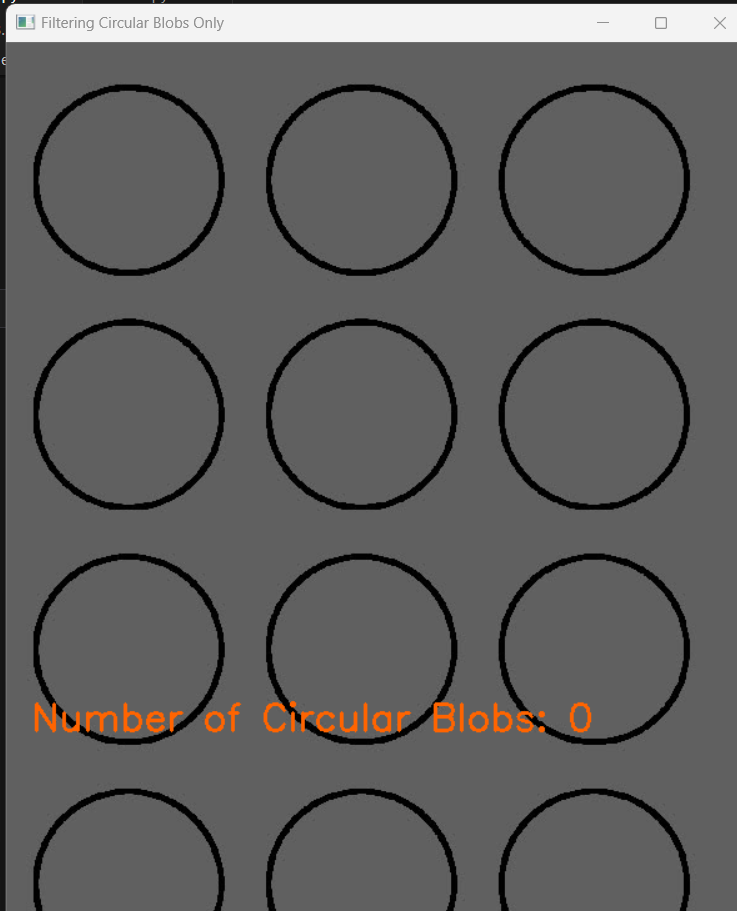 Filtering Circular Blobs Only
Number of Circular Blobs: 0